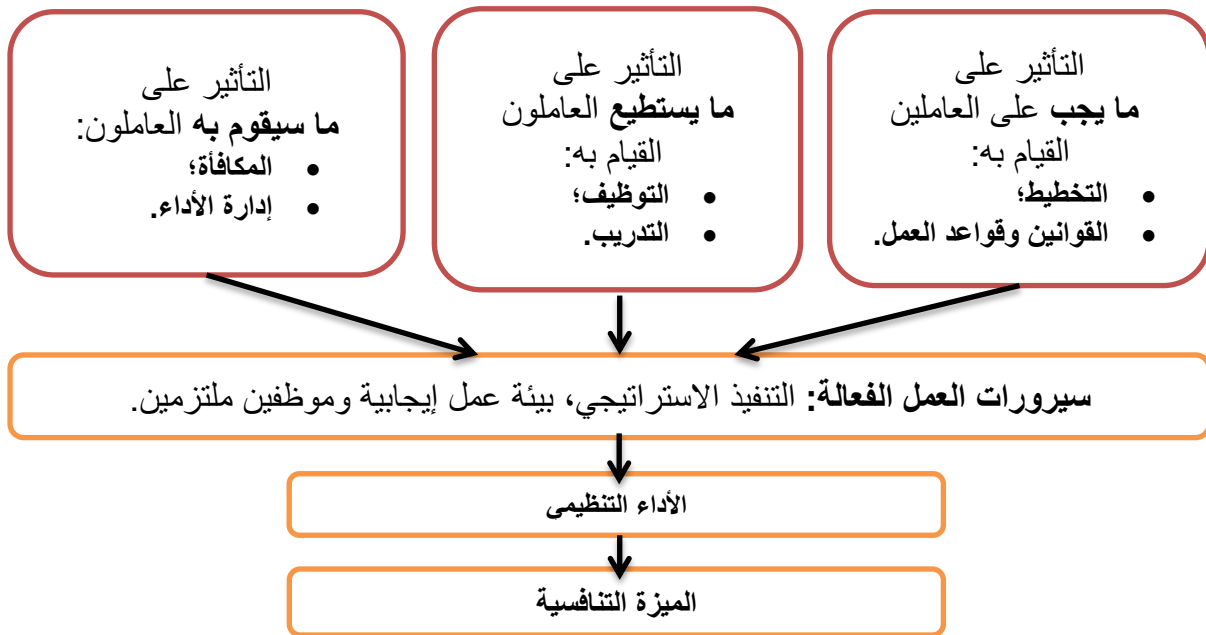 التأثير على
ما يجب على العاملين
القيام به:
• التخطيط؛
• القوانين وقواعد العمل.
التأثير على
ما يستطيع العاملون
القيام به:
• التوظيف؛
• التدريب.
التأثير على
ما سيقوم به العاملون:
• المكافأة؛
• إدارة الأداء.
سيرورات العمل الفعالة: التنفيذ الاستراتيجي، بيئة عمل إيجابية وموظفين ملتزمين.
الأداء التنظيمي
الميزة التنافسية